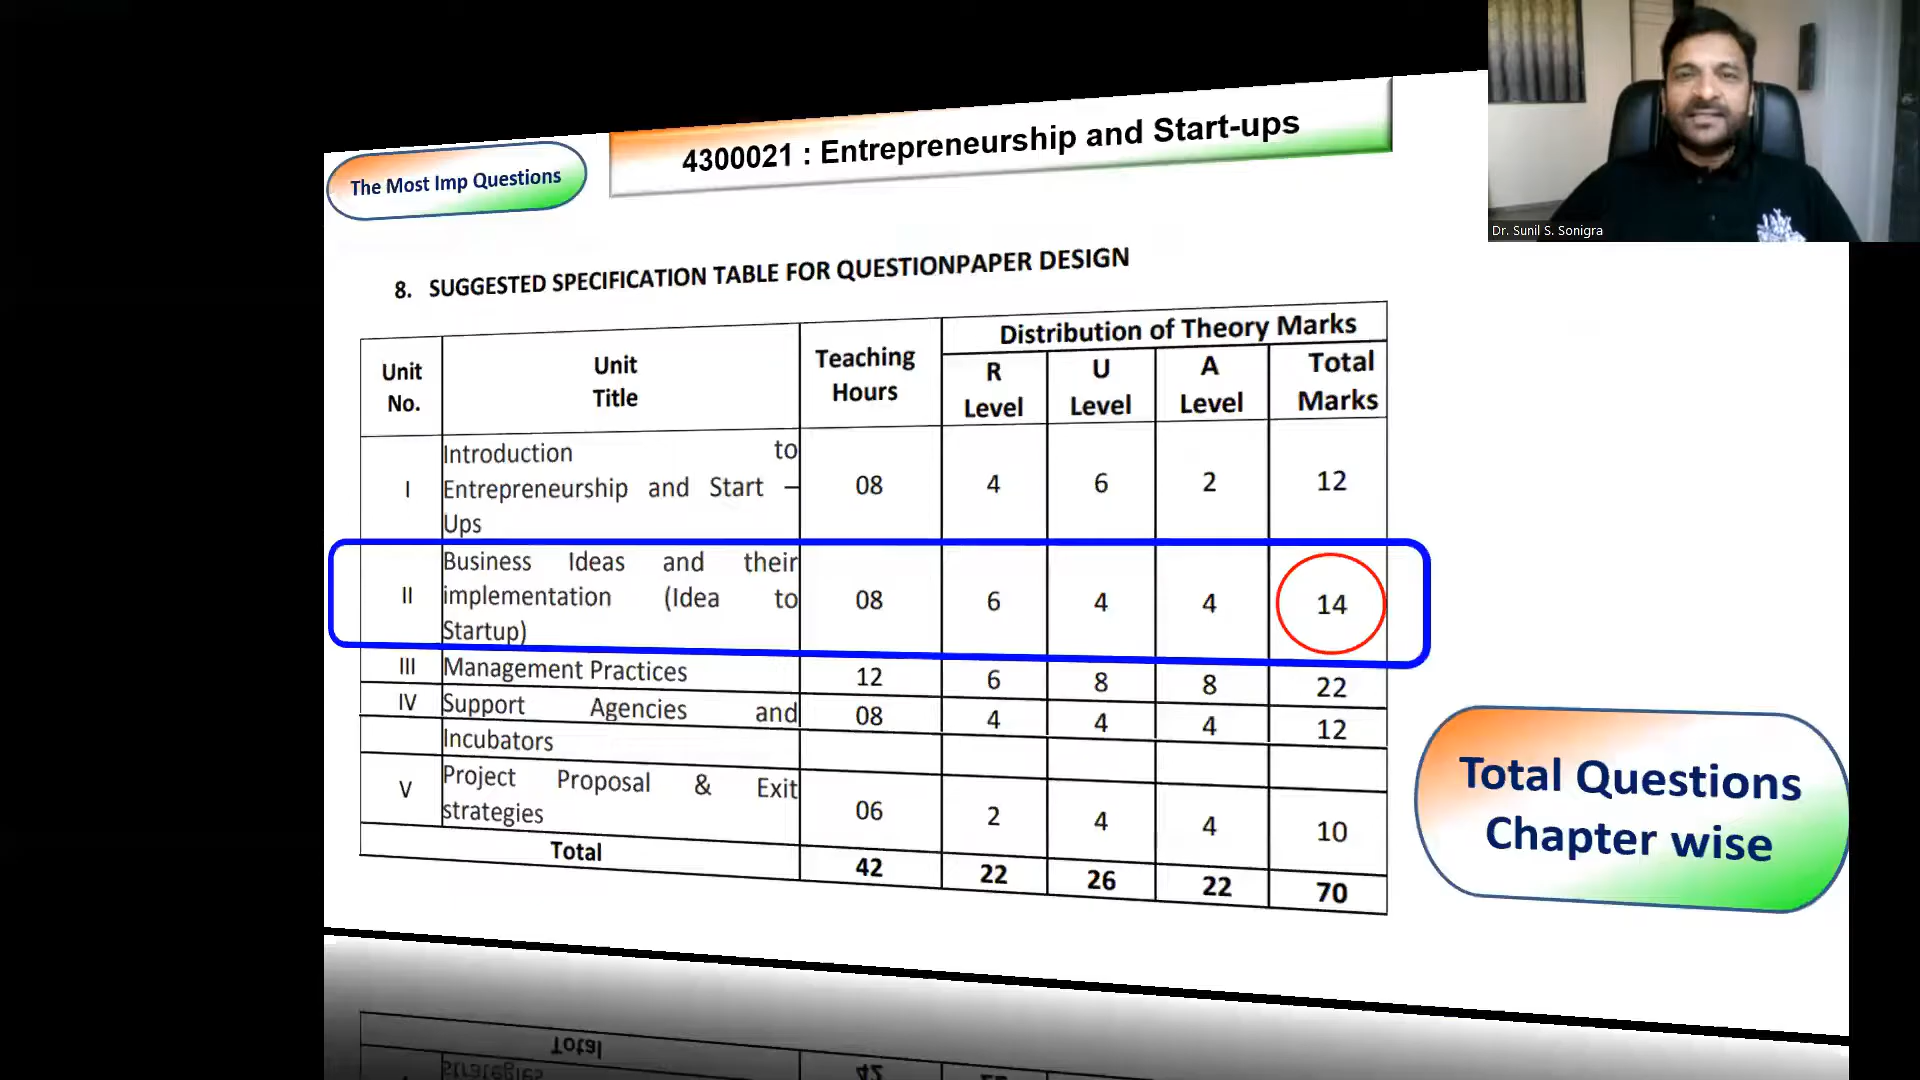 The Most Imp Questions
4300021 : Entrepreneurship and Start-ups
Dr. Sunil S. Sonigra
8. SUGGESTED SPECIFICATION TABLE FOR QUESTIONPAPER DESIGN
Unit No. Unit Title Teaching Hours Distribution of Theory Marks
R Level U Level A Level Total Marks
I Introduction to Entrepreneurship and Start – Ups 08 4 6 2 12
II Business Ideas and their implementation (Idea to Startup) 08 6 4 4 14
III Management Practices 12 6 8 8 22
IV Support Agencies and 08 4 4 4 12
Incubators
V Project Proposal & Exit strategies 06 2 4 4 10
Total 42 22 26 22 70
Total Questions
Chapter wise
Total
strategies 42